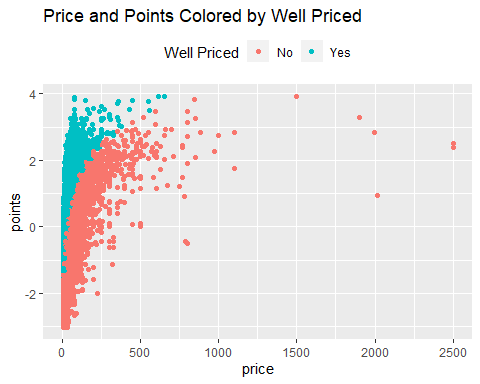 Price and Points Colored by Well Priced
Well Priced No Yes
4
2
0
-2
points
0 500 1000 1500 2000 2500
price